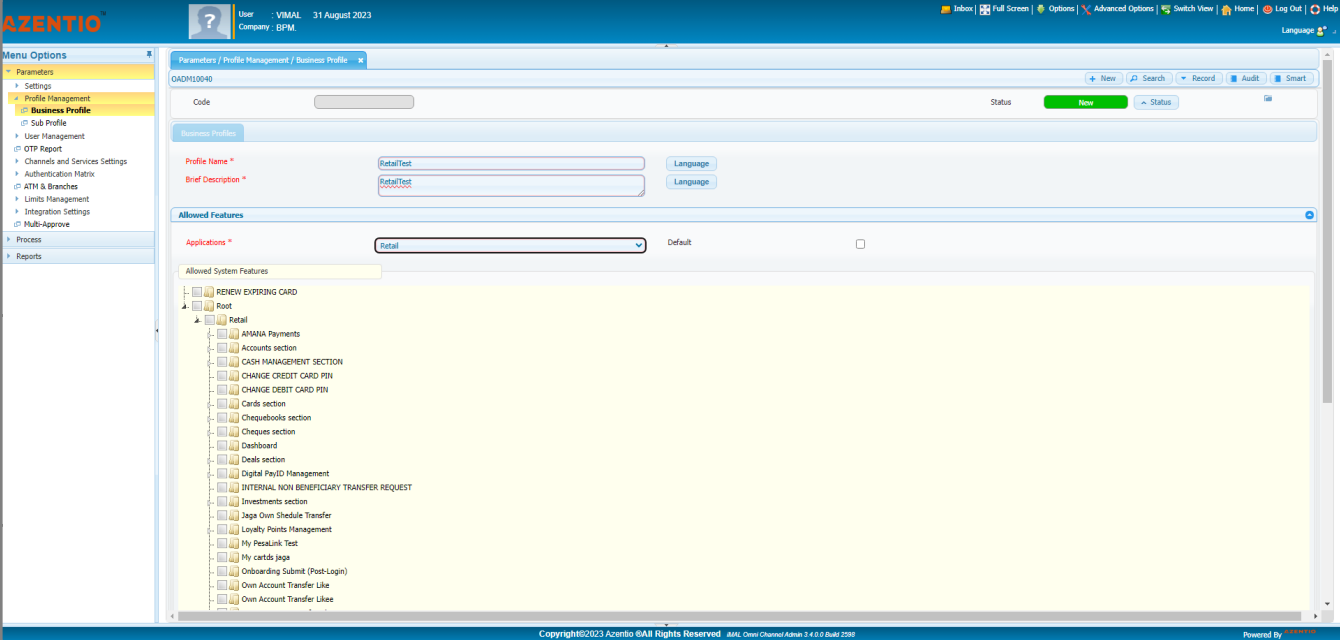 AZENTIO™
User : VIMAL 31 August 2023
Company : BPM.
Inbox | Full Screen | Options | Advanced Options | Switch View | Home | Log Out | Help
Language
Menu Options
Parameters
Settings
Profile Management
Business Profile
Sub Profile
User Management
OTP Report
Channels and Services Settings
Authentication Matrix
ATM & Branches
Limits Management
Integration Settings
Multi-Approve
Process
Reports
Parameters / Profile Management / Business Profile
OADM10040
New Search Record Audit Smart
Code Status New Status
Business Profiles
Profile Name * RetailTest Language
Brief Description * RetailTest Language
Allowed Features
Applications * Retail Default
Allowed System Features
RENEW EXPIRING CARD
Root
Retail
AMANA Payments
Accounts section
CASH MANAGEMENT SECTION
CHANGE CREDIT CARD PIN
CHANGE DEBIT CARD PIN
Cards section
Chequebooks section
Cheques section
Dashboard
Deals section
Digital PayID Management
INTERNAL NON BENEFICIARY TRANSFER REQUEST
Investments section
Jaga Own Shedule Transfer
Loyalty Points Management
My PesaLink Test
My cartds jaga
Onboarding Submit (Post-Login)
Own Account Transfer Like
Own Account Transfer Likee
Copyright©2023 Azentio ®All Rights Reserved iMAL Omni Channel Admin 3.4.0.0 Build 2598
Powered By AZENTIO